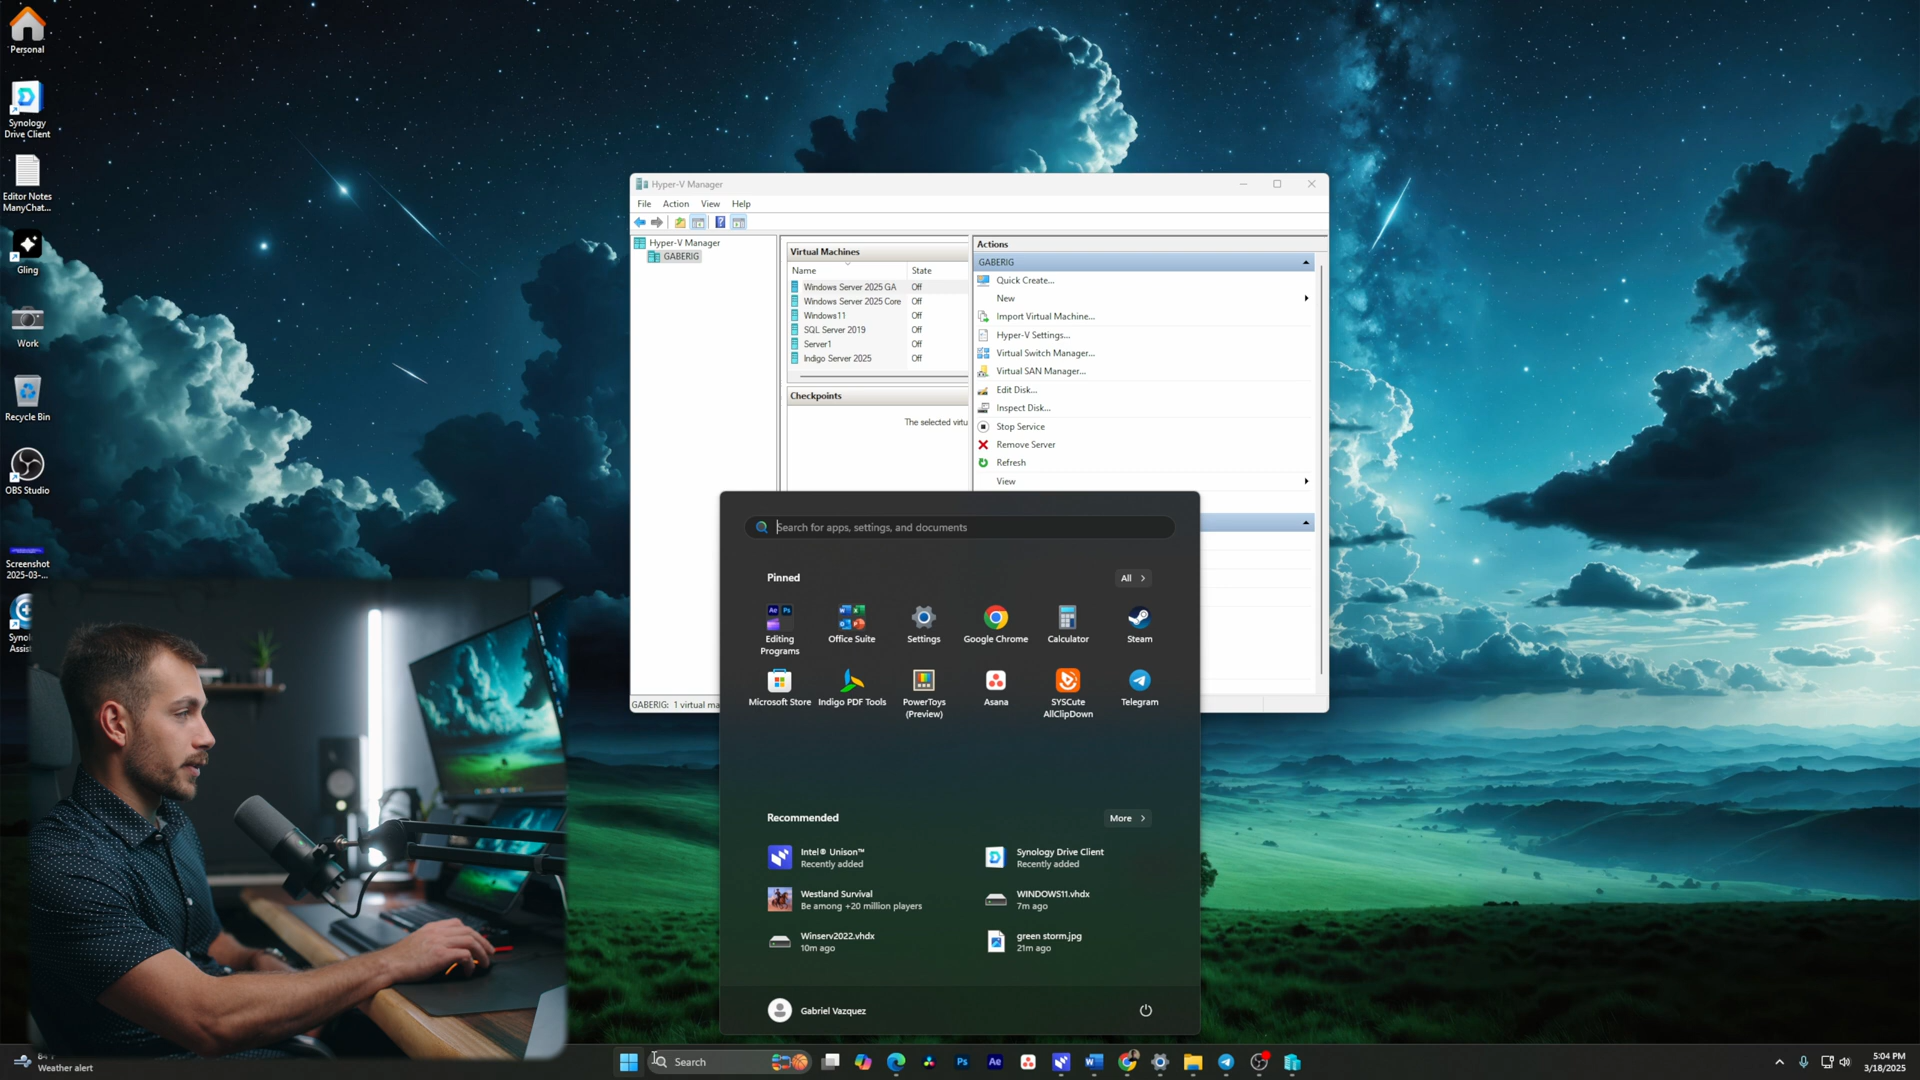 Personal
Synology
Drive Client
Editor Notes
ManyChat...
Gling
Work
Recycle Bin
OBS Studio
Screenshot
2025-03-...
Synol
Assis
Hyper-V Manager
File Action View Help
Hyper-V Manager
GABERIG
Virtual Machines
Name State
Windows Server 2025 GA Off
Windows Server 2025 Core Off
Windows11 Off
SQL Server 2019 Off
Server1 Off
Indigo Server 2025 Off
Checkpoints
The selected virtu
Actions
GABERIG
Quick Create...
New
Import Virtual Machine...
Hyper-V Settings...
Virtual Switch Manager...
Virtual SAN Manager...
Edit Disk...
Inspect Disk...
Stop Service
Remove Server
Refresh
View
GABERIG: 1 virtual ma
Search for apps, settings, and documents
Pinned
All
Ae Ps
Editing
Programs
Office Suite
Settings
Google Chrome
Calculator
Steam
Microsoft Store
Indigo PDF Tools
PowerToys
(Preview)
Asana
SYSCute
AllClipDown
Telegram
Recommended
More
Intel® Unison™
Recently added
Synology Drive Client
Recently added
Westland Survival
Be among +20 million players
WINDOWS11.vhdx
7m ago
Winserv2022.vhdx
10m ago
green storm.jpg
21m ago
Gabriel Vazquez
Weather alert
Search
Ps
Ae
5:04 PM
3/18/2025